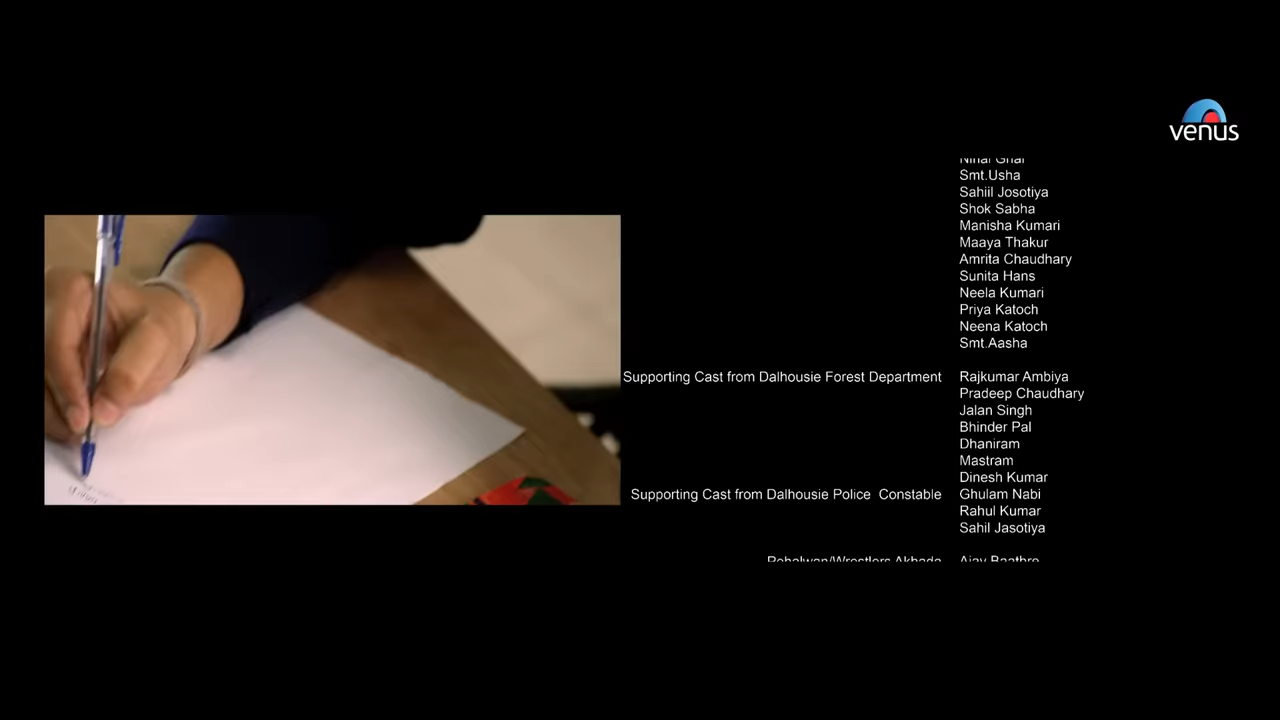 venus
Smt.Usha
Sahiil Josotiya
Shok Sabha
Manisha Kumari
Maaya Thakur
Amrita Chaudhary
Sunita Hans
Neela Kumari
Priya Katoch
Neena Katoch
Smt.Aasha
Supporting Cast from Dalhousie Forest Department Rajkumar Ambiya
Pradeep Chaudhary
Jalan Singh
Bhinder Pal
Dhaniram
Mastram
Dinesh Kumar
Supporting Cast from Dalhousie Police Constable Ghulam Nabi
Rahul Kumar
Sahil Jasotiya